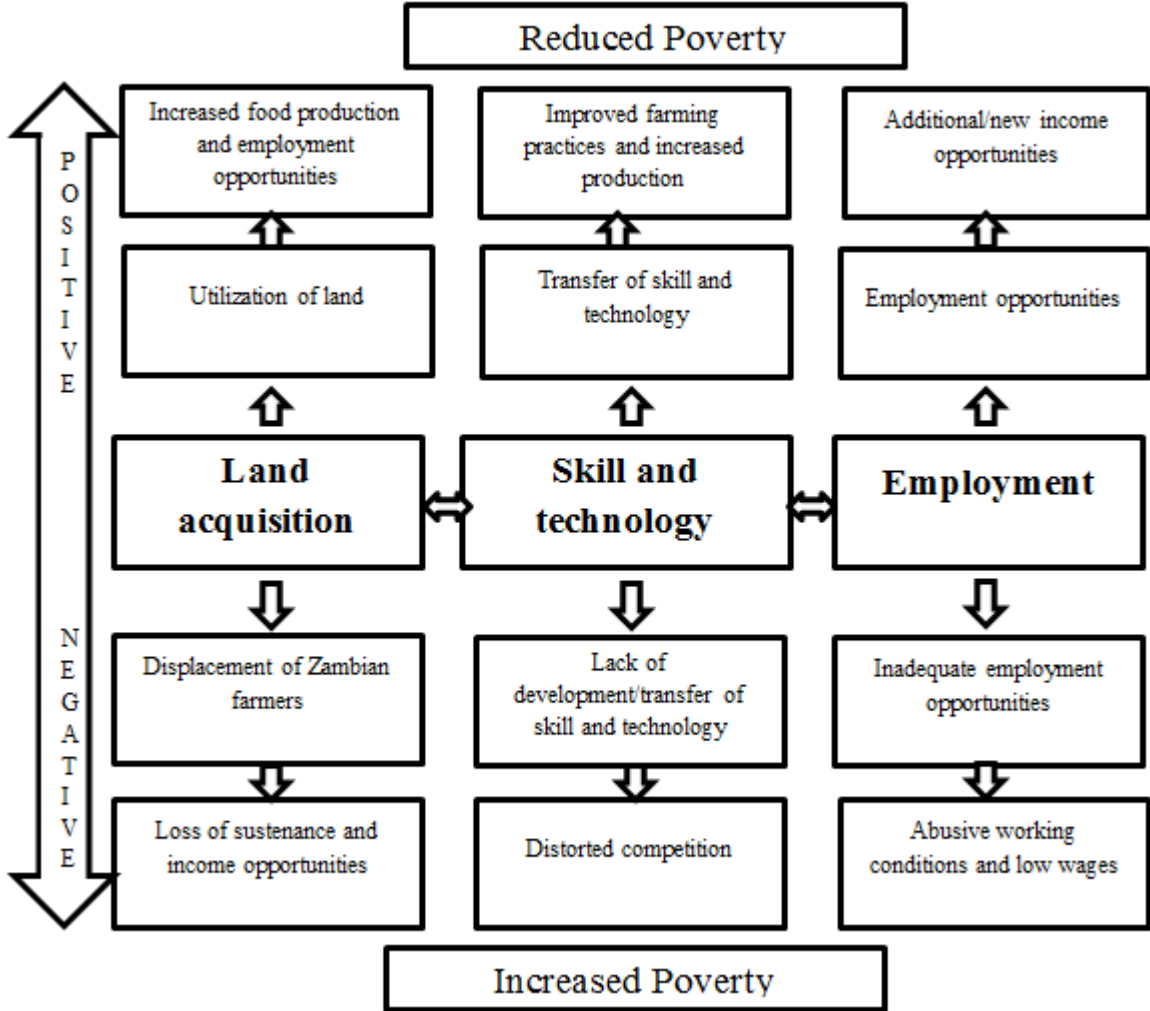 Reduced Poverty
POSITIVE
Increased food production
and employment
opportunities
Improved farming
practices and increased
production
Additional/new income
opportunities
Utilization of land
Transfer of skill and
technology
Employment opportunities
Land
acquisition
Skill and
technology
Employment
NEGATIVE
Displacement of Zambian
farmers
Lack of
development/transfer of
skill and technology
Inadequate employment
opportunities
Loss of sustenance and
income opportunities
Distorted competition
Abusive working
conditions and low wages
Increased Poverty